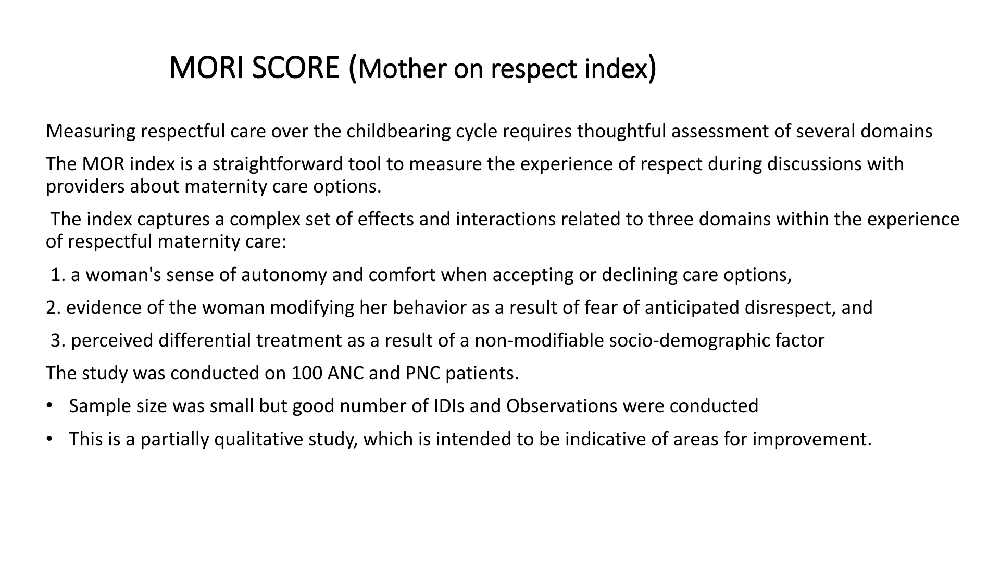 MORI SCORE (Mother on respect index)
Measuring respectful care over the childbearing cycle requires thoughtful assessment of several domains
The MOR index is a straightforward tool to measure the experience of respect during discussions with
providers about maternity care options.
The index captures a complex set of effects and interactions related to three domains within the experience
of respectful maternity care:
1. a woman's sense of autonomy and comfort when accepting or declining care options,
2. evidence of the woman modifying her behavior as a result of fear of anticipated disrespect, and
3. perceived differential treatment as a result of a non-modifiable socio-demographic factor
The study was conducted on 100 ANC and PNC patients.
• Sample size was small but good number of IDIs and Observations were conducted
• This is a partially qualitative study, which is intended to be indicative of areas for improvement.